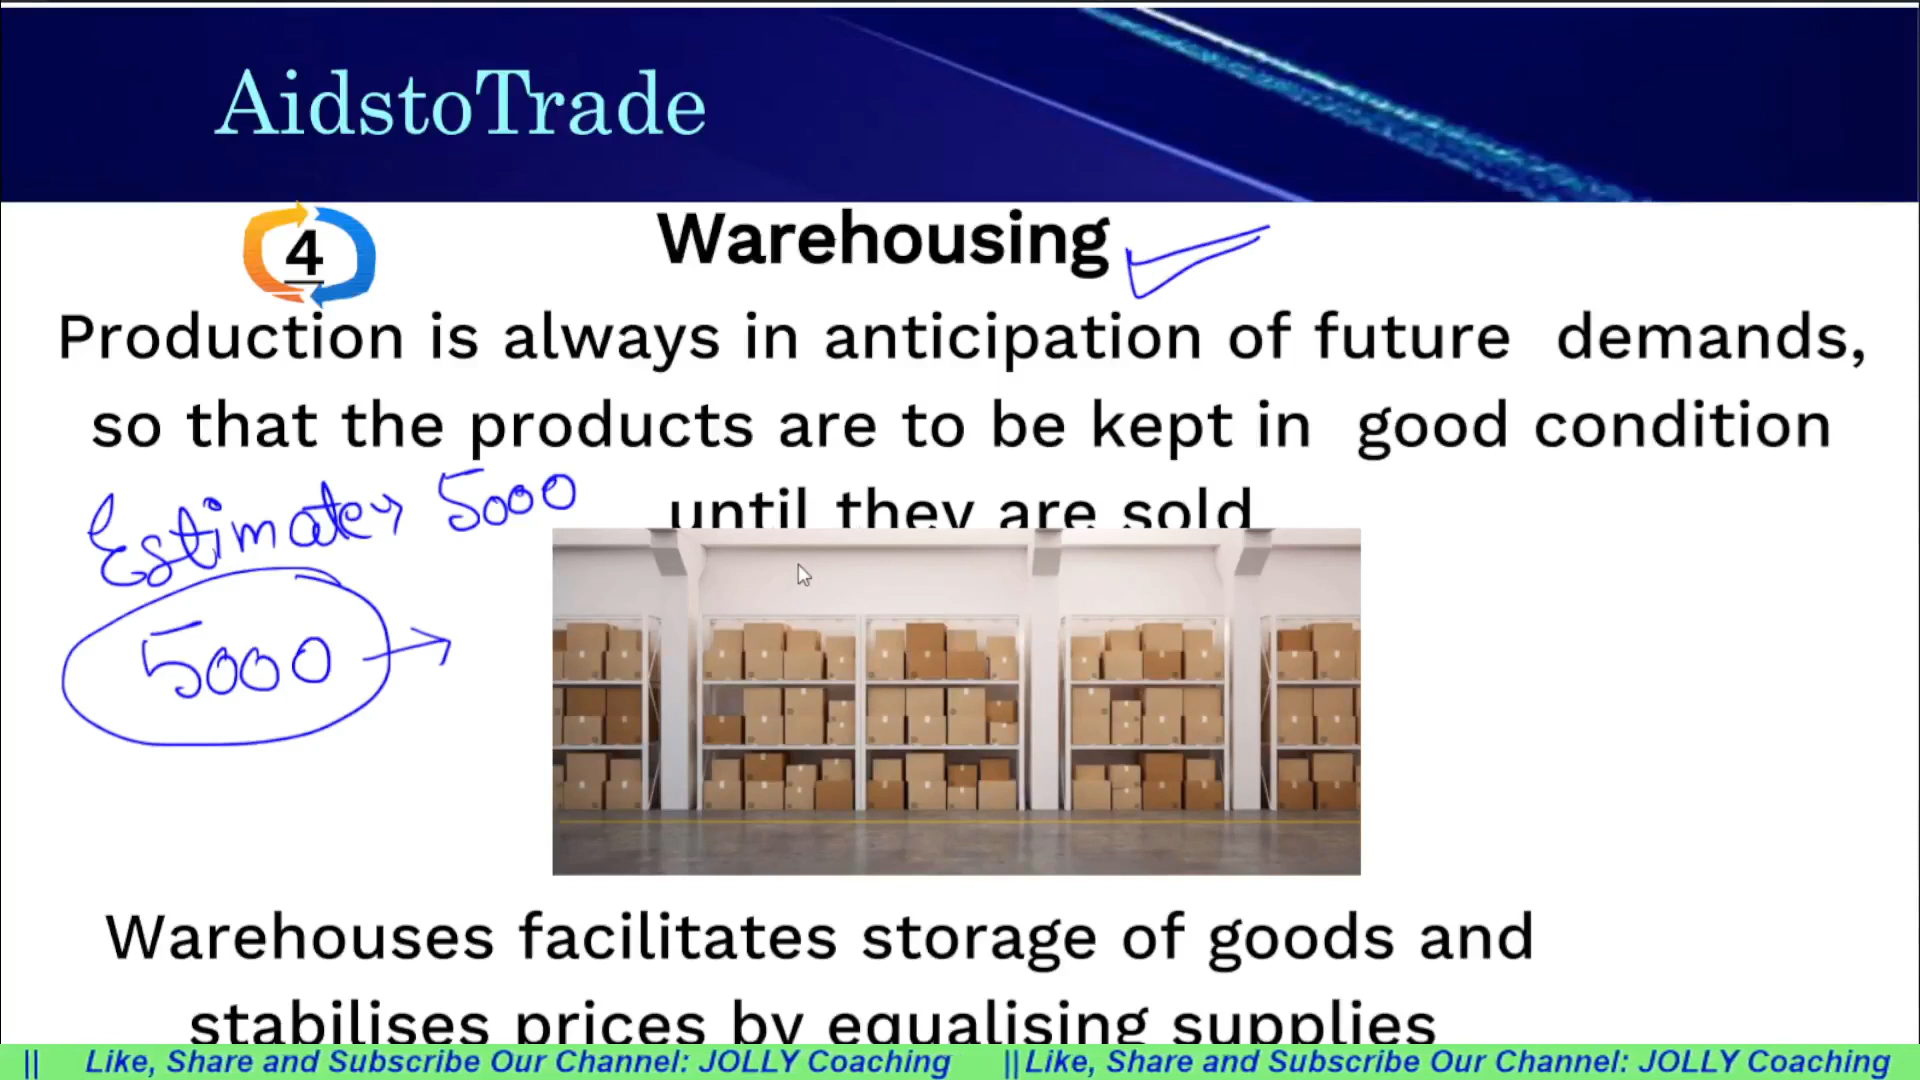 AidstoTrade
4
Warehousing
Production is always in anticipation of future demands,
so that the products are to be kept in good condition
until they are sold
Estimate→ 5000
5000 →
Warehouses facilitates storage of goods and
stabilises prices by equalising supplies
|| Like, Share and Subscribe Our Channel: JOLLY Coaching || Like, Share and Subscribe Our Channel: JOLLY Coaching